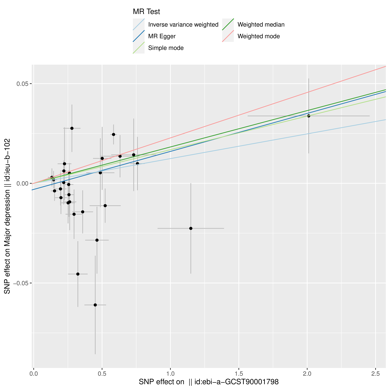 MR Test
Inverse variance weighted
Weighted median
MR Egger
Weighted mode
Simple mode
0.05
0.00
−0.05
0.0
0.5
1.0
1.5
2.0
2.5
SNP effect on Major depression || id:ieu−b−102
SNP effect on || id:ebi−a−GCST90001798